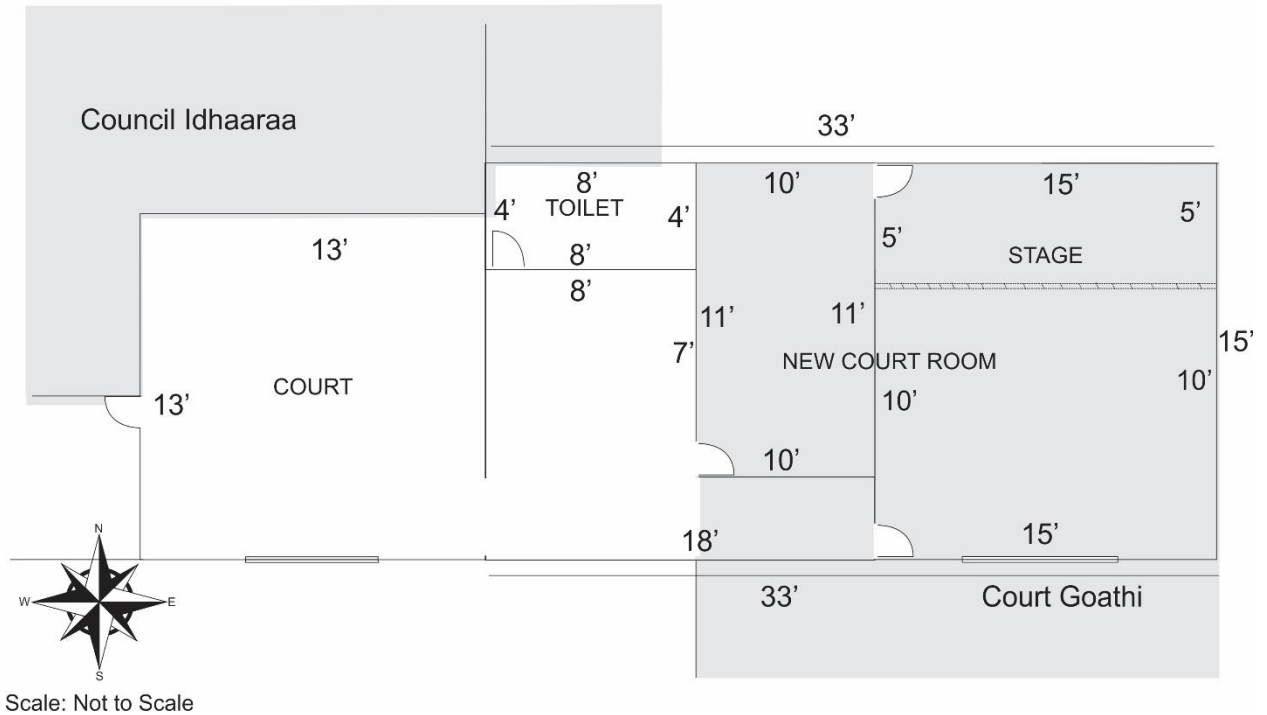 Council Idhaaraa
33’
8’
10’
15’
4’
TOILET
4’
5’
5’
13’
8’
STAGE
8’
11’
11’
7’
15’
NEW COURT ROOM
COURT
10’
10’
13’
10’
18’
15’
N
W
E
S
33’
Court Goathi
Scale: Not to Scale